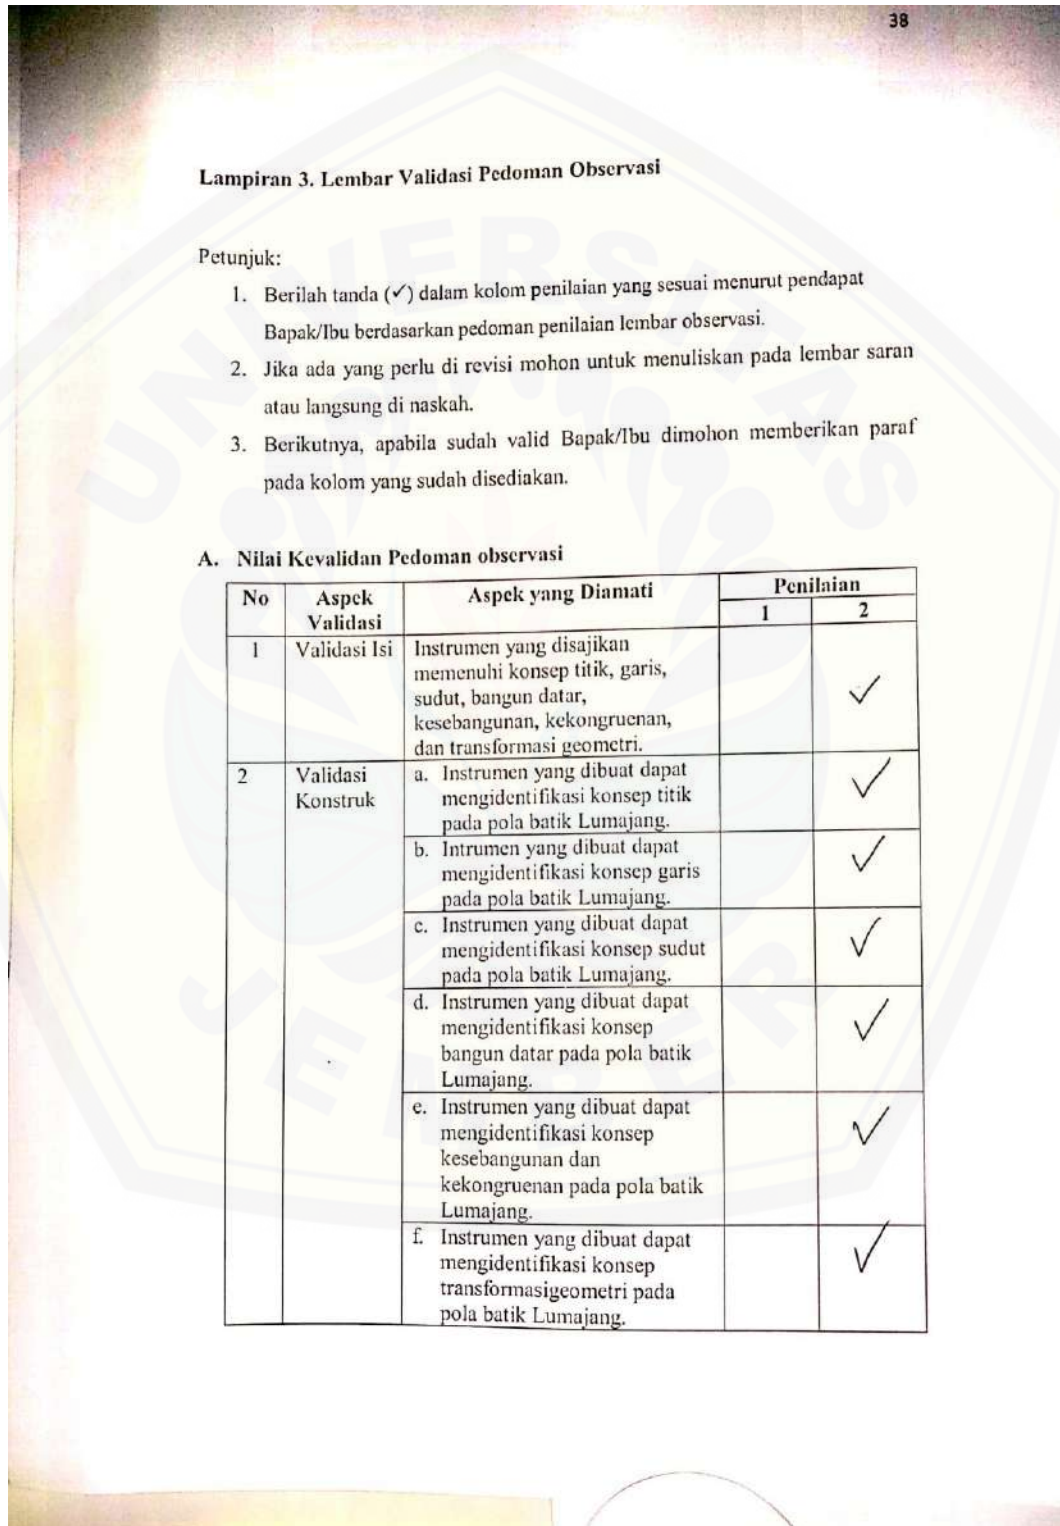 38
Lampiran 3. Lembar Validasi Pedoman Observasi
Petunjuk:
1. Berilah tanda (✓) dalam kolom penilaian yang sesuai menurut pendapat
Bapak/Ibu berdasarkan pedoman penilaian lembar observasi.
2. Jika ada yang perlu di revisi mohon untuk menuliskan pada lembar saran
atau langsung di naskah.
3. Berikutnya, apabila sudah valid Bapak/Ibu dimohon memberikan paraf
pada kolom yang sudah disediakan.
A. Nilai Kevalidan Pedoman observasi
No Aspek Validasi Aspek yang Diamati Penilaian
1 2
1 Validasi Isi Instrumen yang disajikan
memenuhi konsep titik, garis,
sudut, bangun datar,
kesebangunan, kekongruenan,
dan transformasi geometri.
✓
2 Validasi Konstruk
a. Instrumen yang dibuat dapat
mengidentifikasi konsep titik
pada pola batik Lumajang.
✓
b. Intrumen yang dibuat dapat
mengidentifikasi konsep garis
pada pola batik Lumajang.
✓
c. Instrumen yang dibuat dapat
mengidentifikasi konsep sudut
pada pola batik Lumajang.
✓
d. Instrumen yang dibuat dapat
mengidentifikasi konsep
bangun datar pada pola batik
Lumajang.
✓
e. Instrumen yang dibuat dapat
mengidentifikasi konsep
kesebangunan dan
kekongruenan pada pola batik
Lumajang.
✓
f. Instrumen yang dibuat dapat
mengidentifikasi konsep
transformasigeometri pada
pola batik Lumajang.
✓
UNIVERSITAS
JEMBER